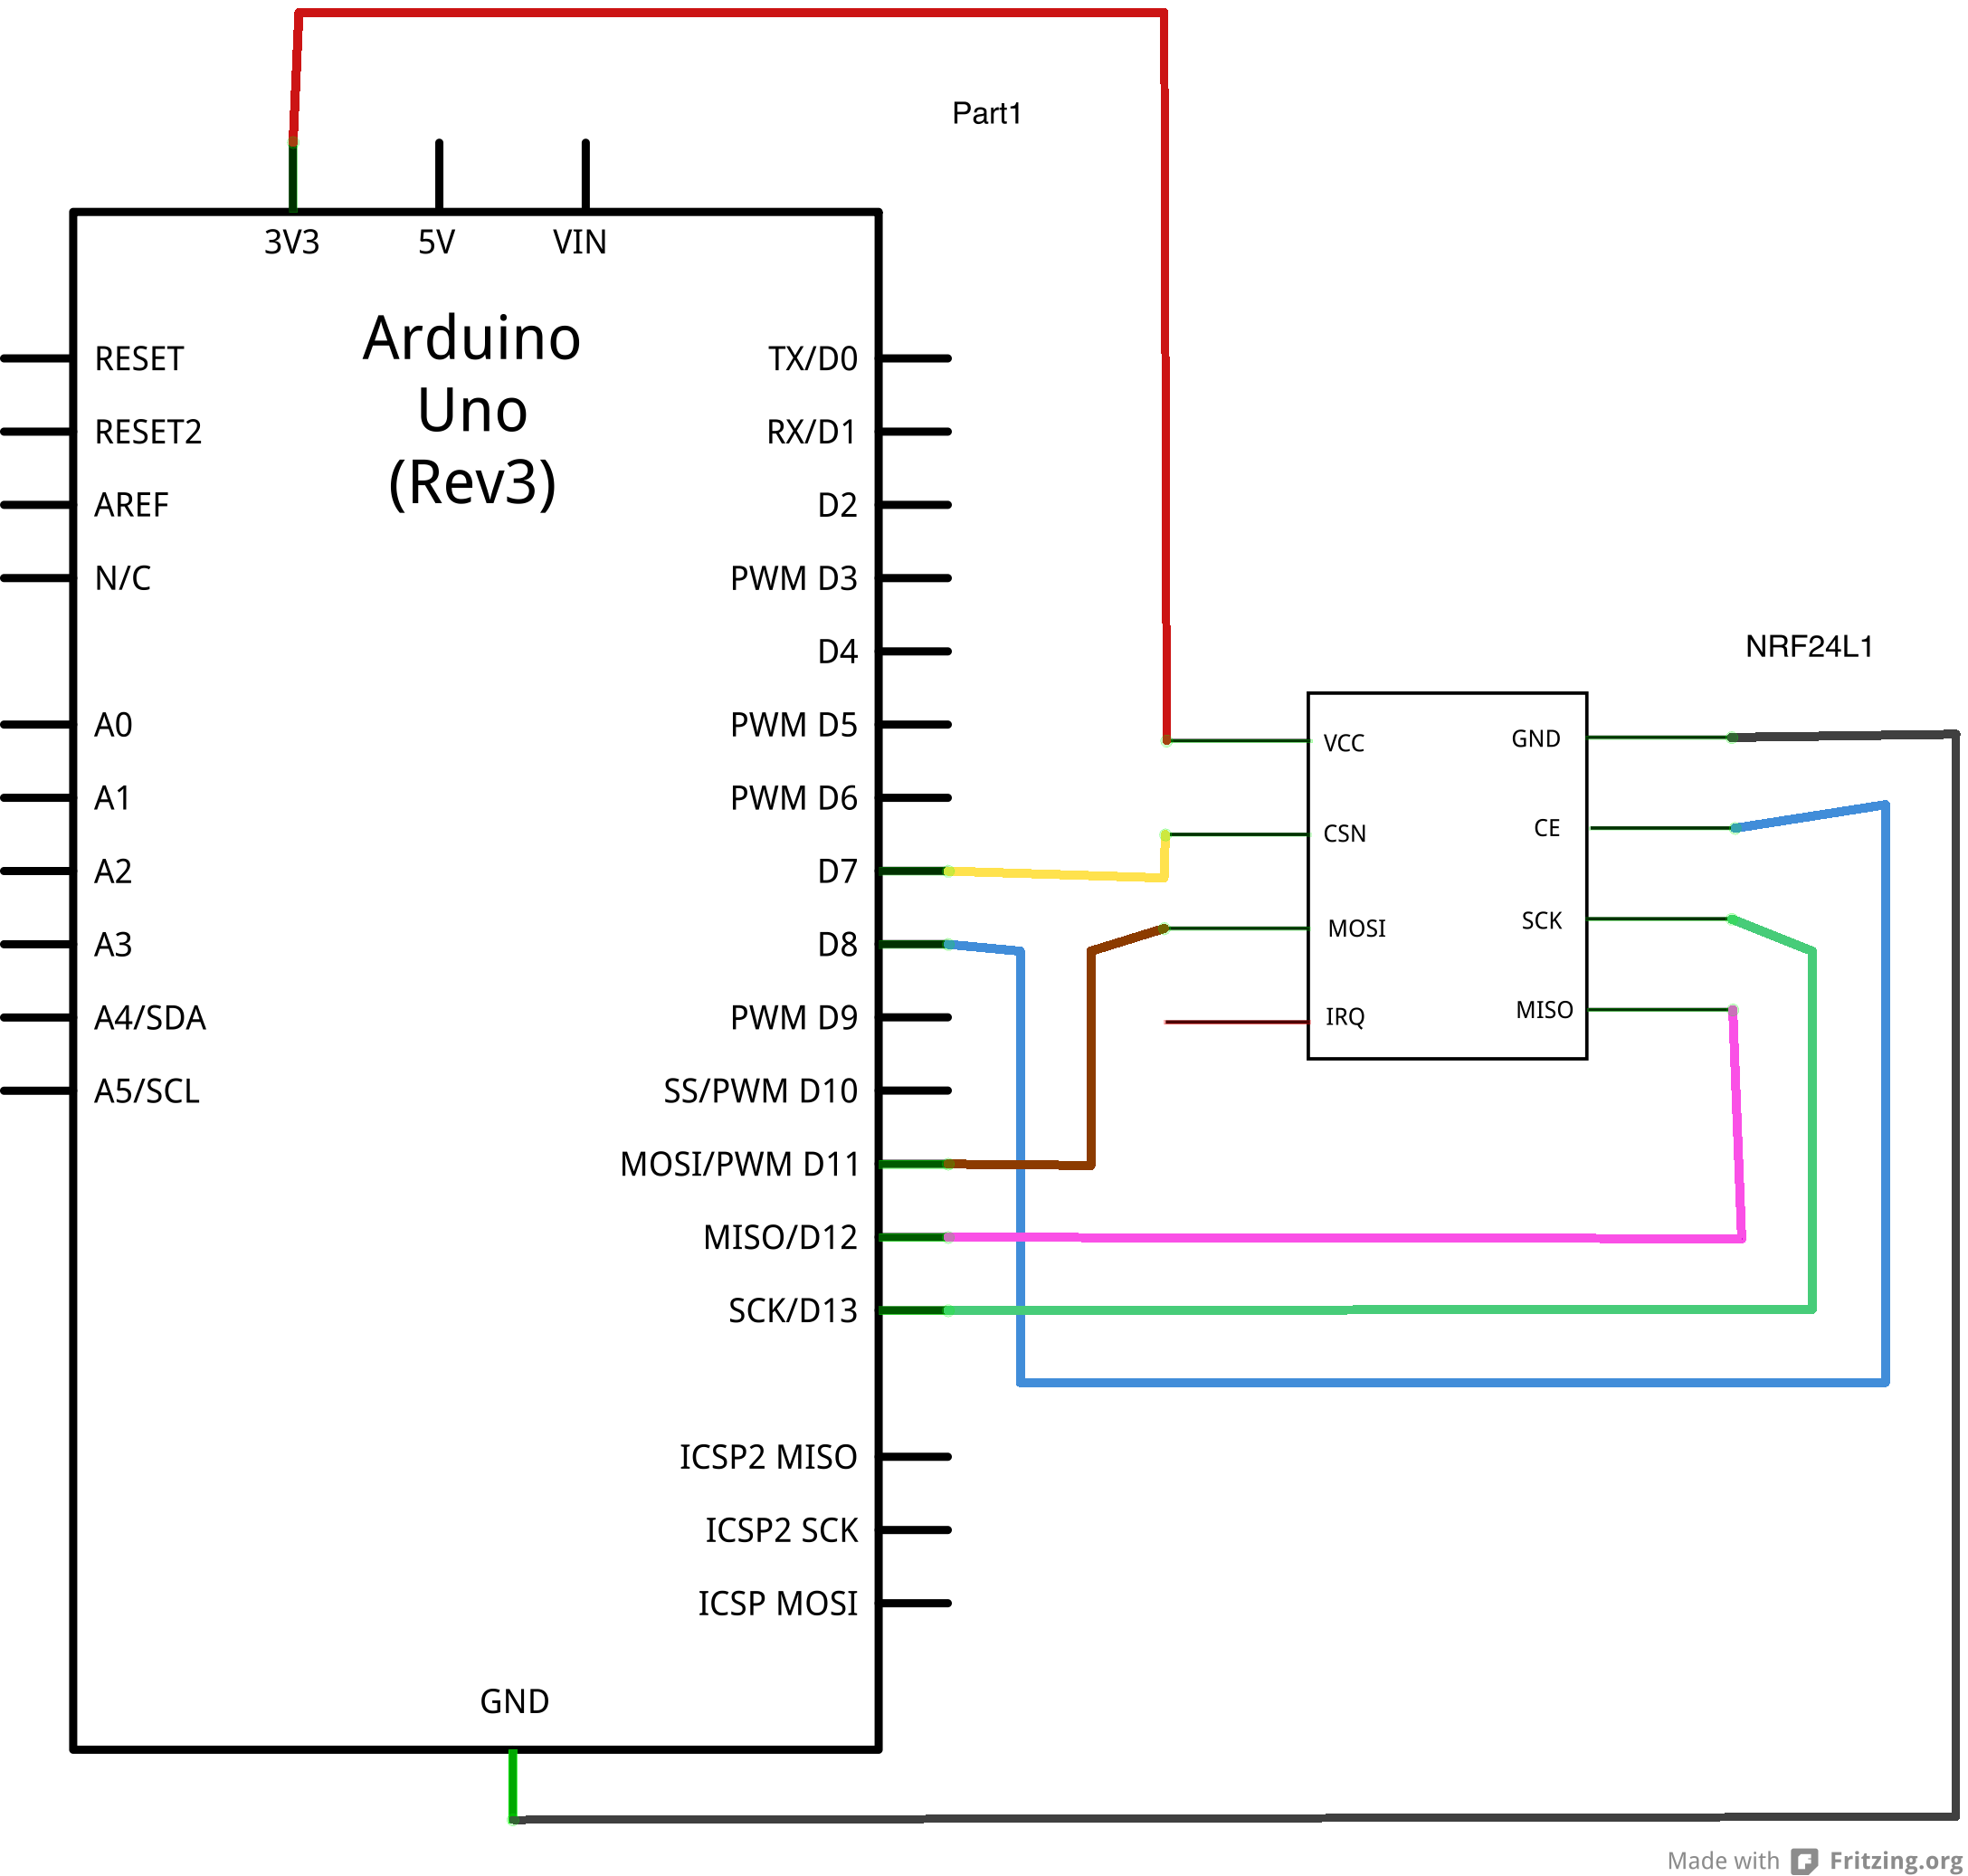 Part1
3V3
5V
VIN
Arduino
Uno
(Rev3)
RESET
RESET2
AREF
N/C
A0
A1
A2
A3
A4/SDA
A5/SCL
TX/D0
RX/D1
D2
PWM D3
D4
PWM D5
PWM D6
D7
D8
PWM D9
SS/PWM D10
MOSI/PWM D11
MISO/D12
SCK/D13
ICSP2 MISO
ICSP2 SCK
ICSP MOSI
GND
NRF24L1
VCC
CSN
MOSI
IRQ
GND
CE
SCK
MISO
Made with Fritzing.org